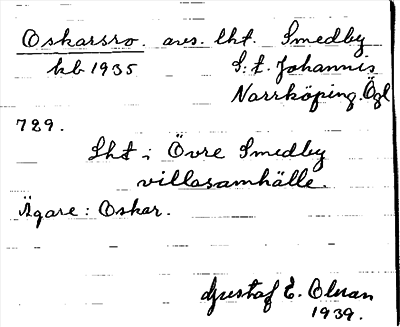 Oskarsro. avs. lht. Smedby
kb 1935 S:t. Johannis
Norrköping. Ögl
729.
Lht i Övre Smedby
villasamhälle.
Ägare: Oskar.
Gustaf E. Olsan
1939.